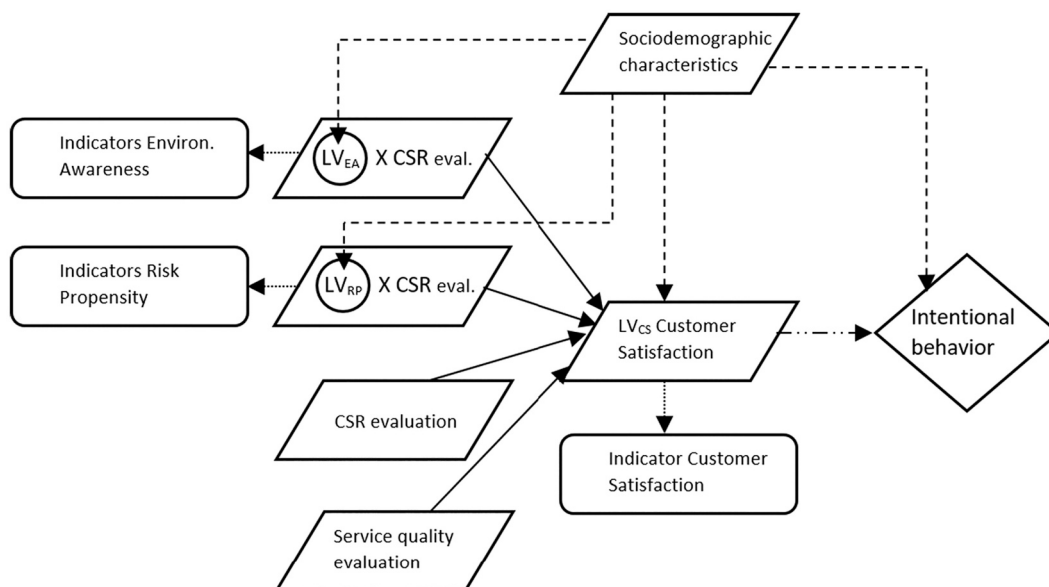 Sociodemographic
characteristics
Indicators Environ.
Awareness
LVEA X CSR eval.
Indicators Risk
Propensity
LVRP X CSR eval.
LVCS Customer
Satisfaction
Intentional
behavior
CSR evaluation
Indicator Customer
Satisfaction
Service quality
evaluation